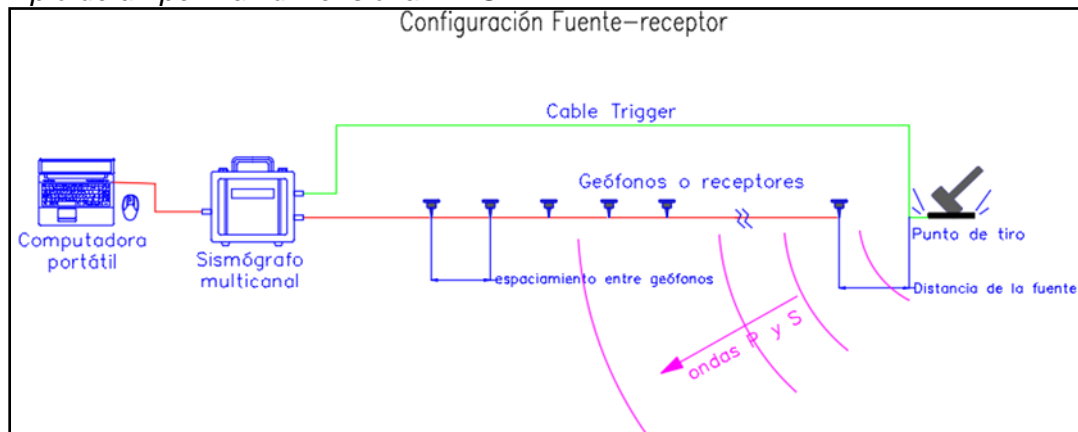 Configuración Fuente-receptor
Cable Trigger
Geófonos o receptores
Punto de tiro
Computadora
portátil
Sismógrafo
multicanal
espaciamiento entre geófonos
Distancia de la fuente
ondas P y S